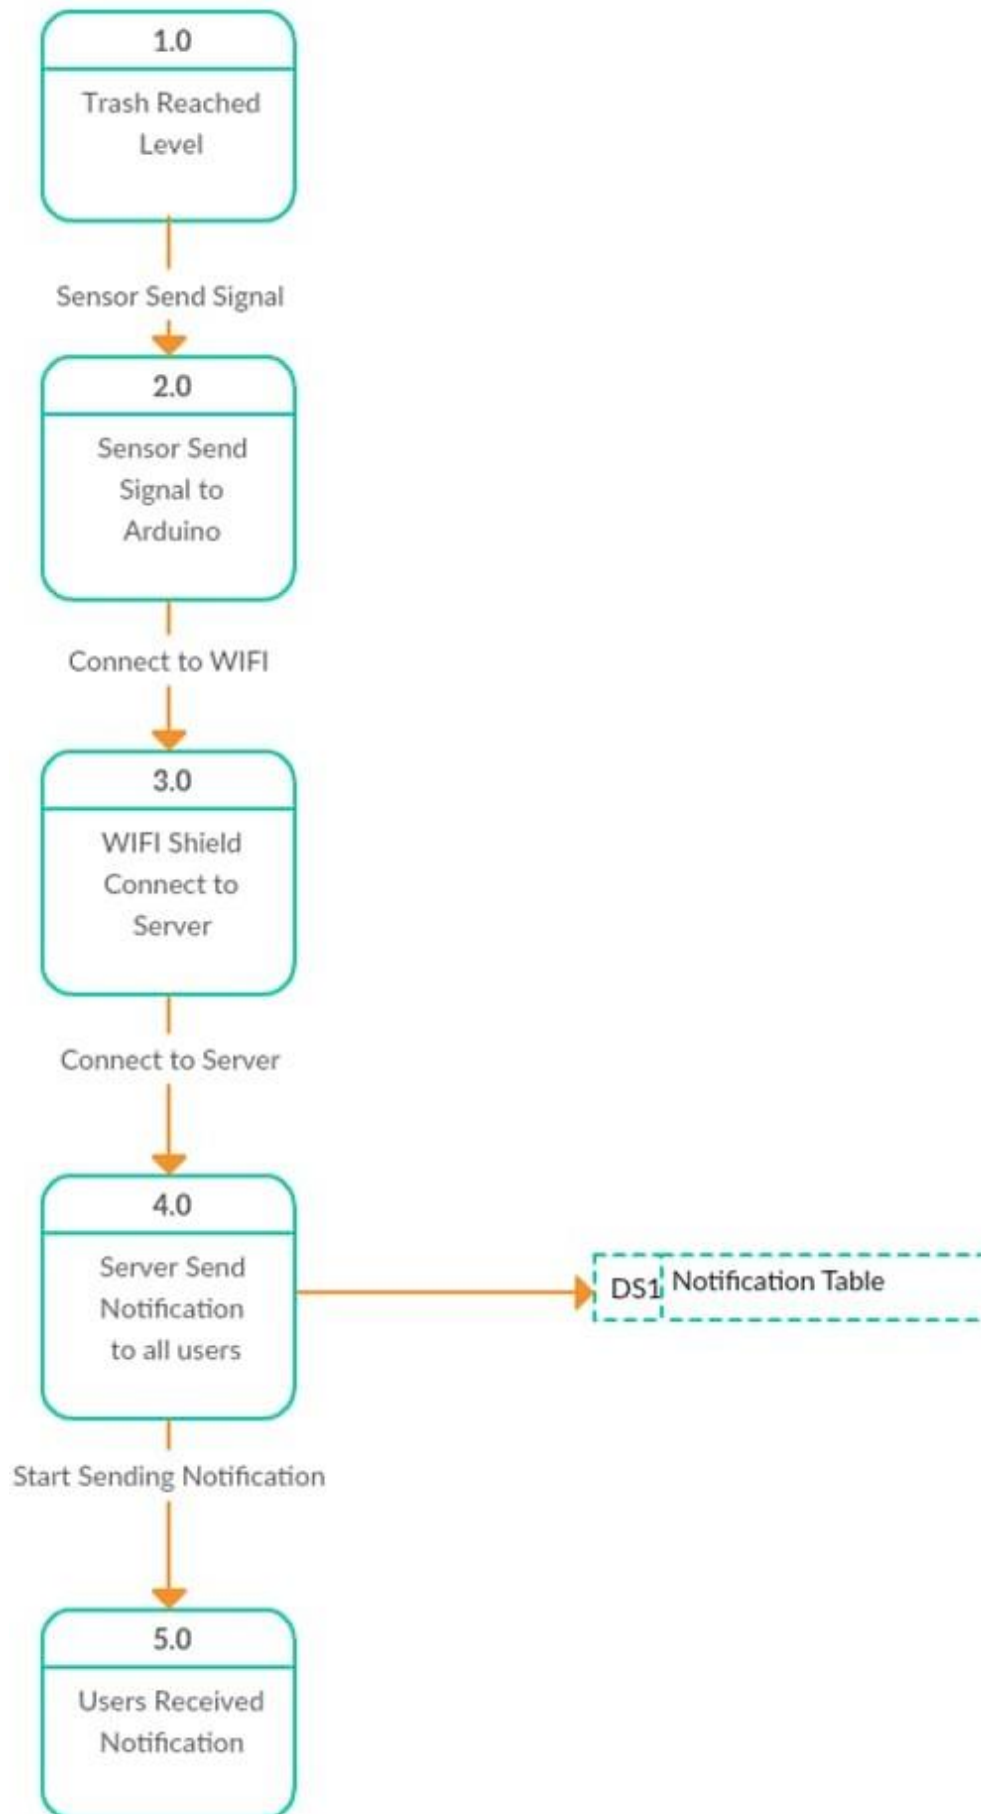 1.0
Trash Reached
Level
Sensor Send Signal
2.0
Sensor Send
Signal to
Arduino
Connect to WIFI
3.0
WIFI Shield
Connect to
Server
Connect to Server
4.0
Server Send
Notification
to all users
DS1
Notification Table
Start Sending Notification
5.0
Users Received
Notification